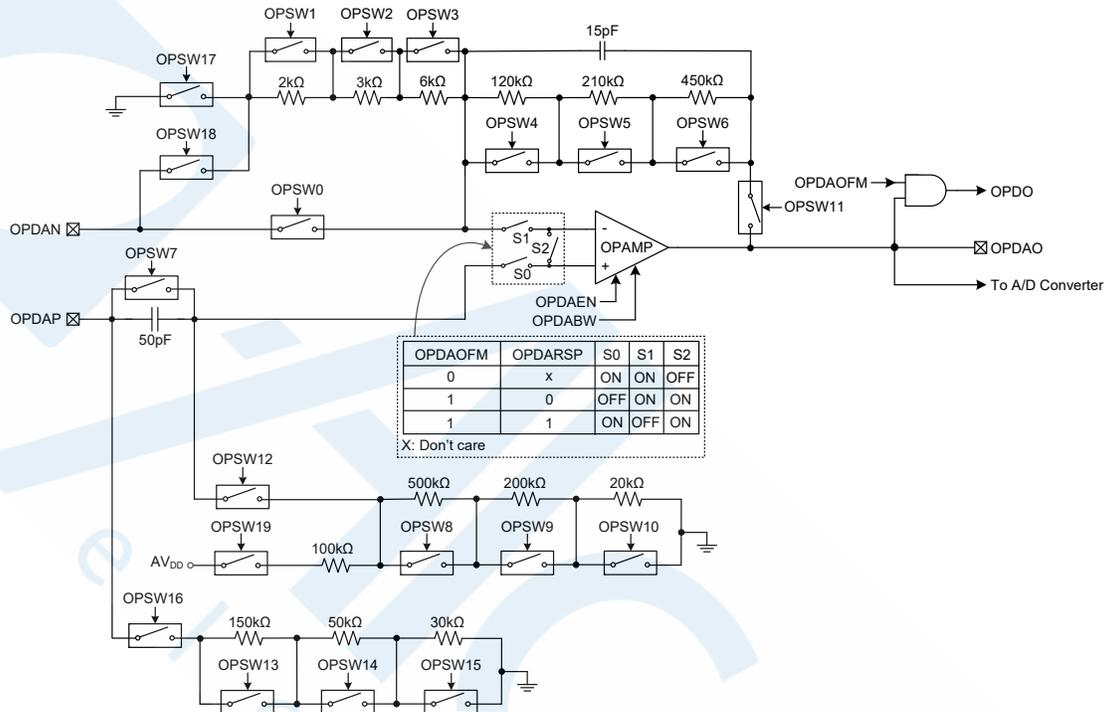 OPSW1 OPSW2 OPSW3
15pF
OPSW17
2kΩ 3kΩ 6kΩ 120kΩ 210kΩ 450kΩ
OPSW4 OPSW5 OPSW6
OPSW18
OPDAOFM OPDO
OPSW0 OPSW11
OPDAN
S1 S2 - OPAMP
S0 +
OPDAO
OPSW7
OPDAEN
OPDABW
To A/D Converter
OPDAP
50pF
OPDAOFM OPDARSP S0 S1 S2
0 x ON ON OFF
1 0 OFF ON ON
1 1 ON OFF ON
X: Don't care
OPSW12
500kΩ 200kΩ 20kΩ
OPSW19 OPSW8 OPSW9 OPSW10
100kΩ
AVDD
OPSW16
150kΩ 50kΩ 30kΩ
OPSW13 OPSW14 OPSW15